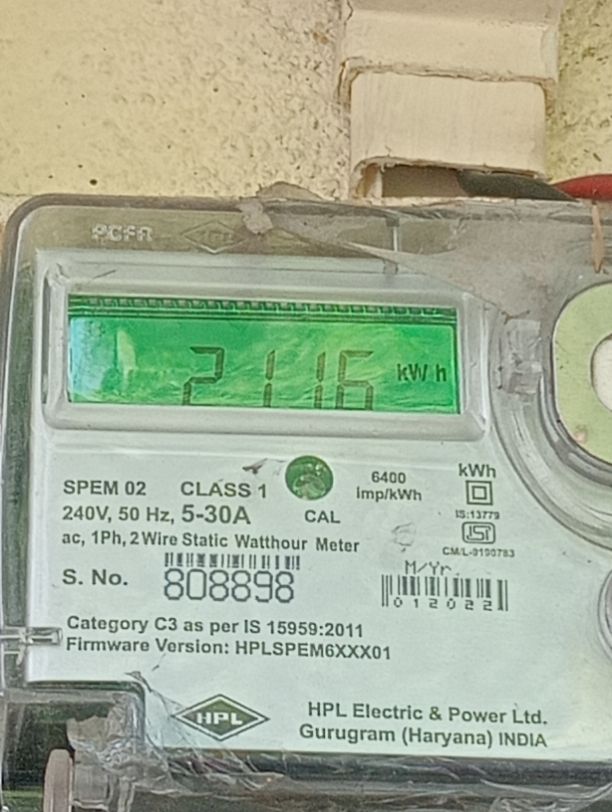 2116 kWh
SPEM 02 CLASS 1
6400
imp/kWh
kWh
240V, 50 Hz, 5-30A
CAL
IS:13779
ac, 1Ph, 2 Wire Static Watthour Meter
CM/L-9190783
S. No. 808898
M/Yr.
012022
Category C3 as per IS 15959:2011
Firmware Version: HPLSPEM6XXX01
HPL
HPL Electric & Power Ltd.
Gurugram (Haryana) INDIA